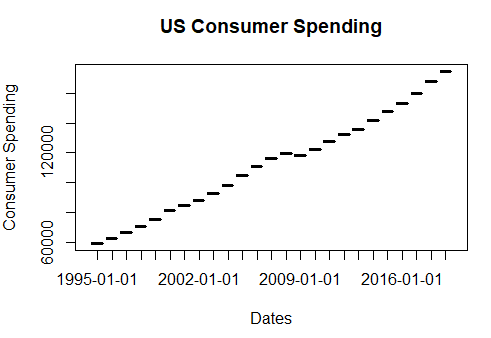 US Consumer Spending
Consumer Spending
120000
60000
1995-01-01 2002-01-01 2009-01-01 2016-01-01
Dates